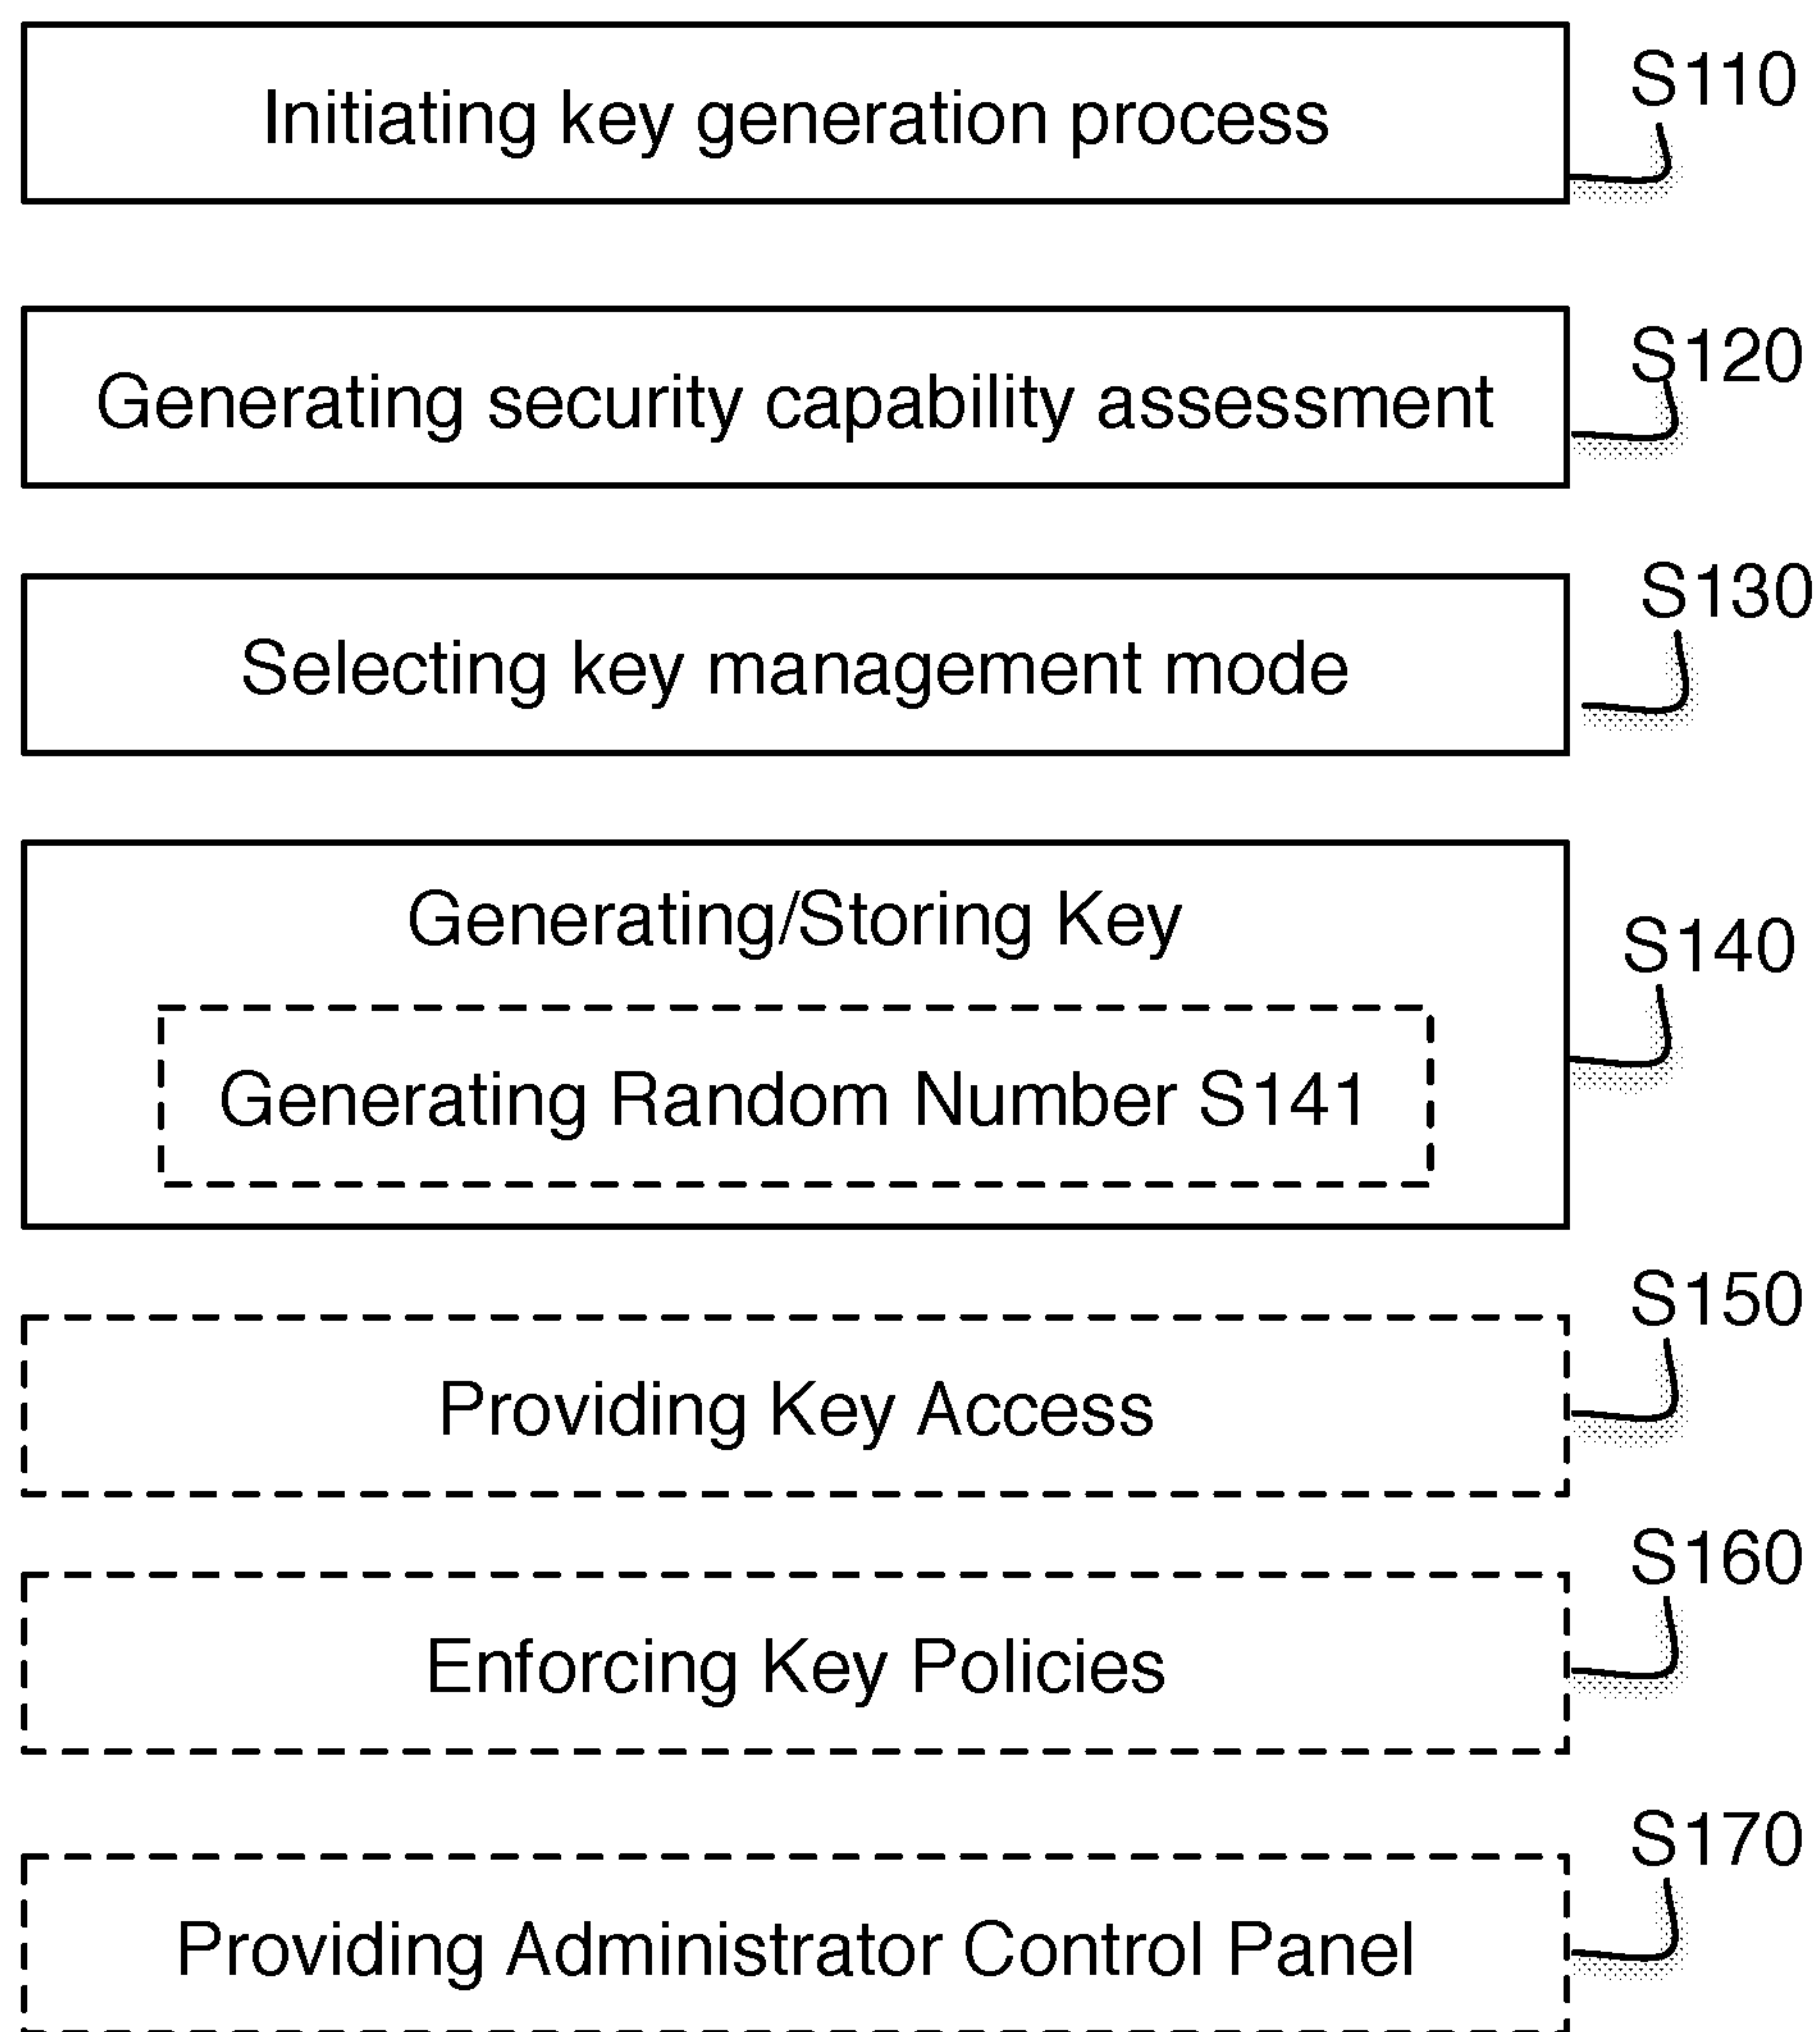 Initiating key generation process
S110
Generating security capability assessment
S120
Selecting key management mode
S130
Generating/Storing Key
S140
Generating Random Number S141
Providing Key Access
S150
Enforcing Key Policies
S160
Providing Administrator Control Panel
S170